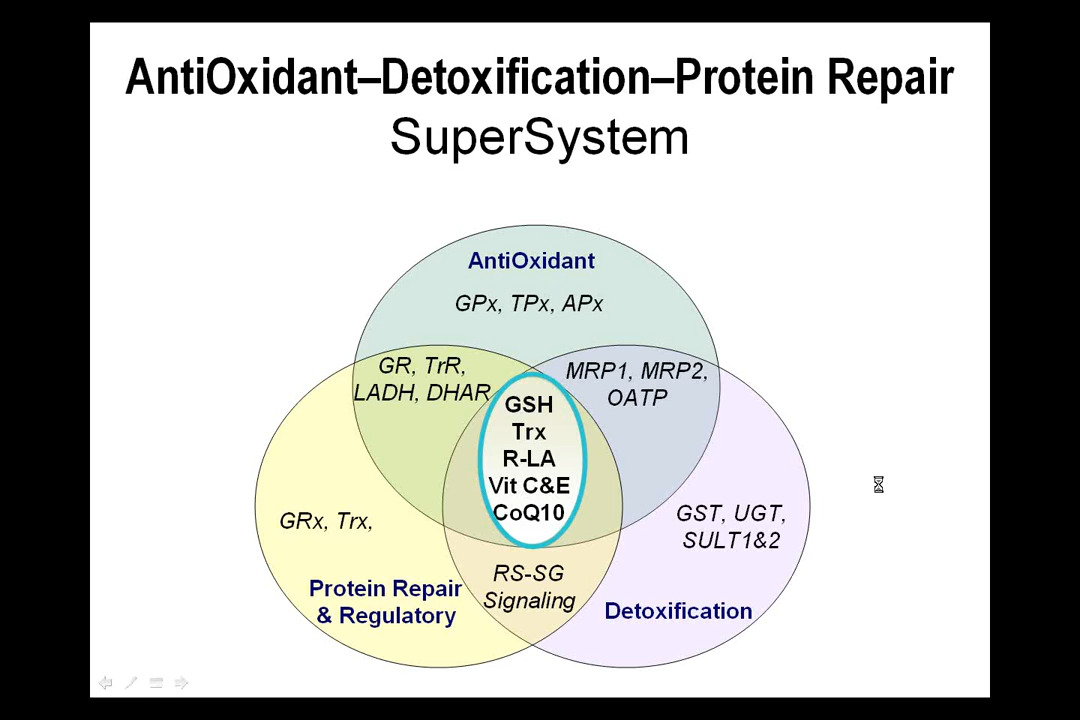 AntiOxidant–Detoxification–Protein Repair
SuperSystem
AntiOxidant
GPx, TPx, APx
GR, TrR,
LADH, DHAR
MRP1, MRP2,
OATP
GSH
Trx
R-LA
Vit C&E
CoQ10
GRx, Trx,
GST, UGT,
SULT1&2
Protein Repair
& Regulatory
RS-SG
Signaling
Detoxification